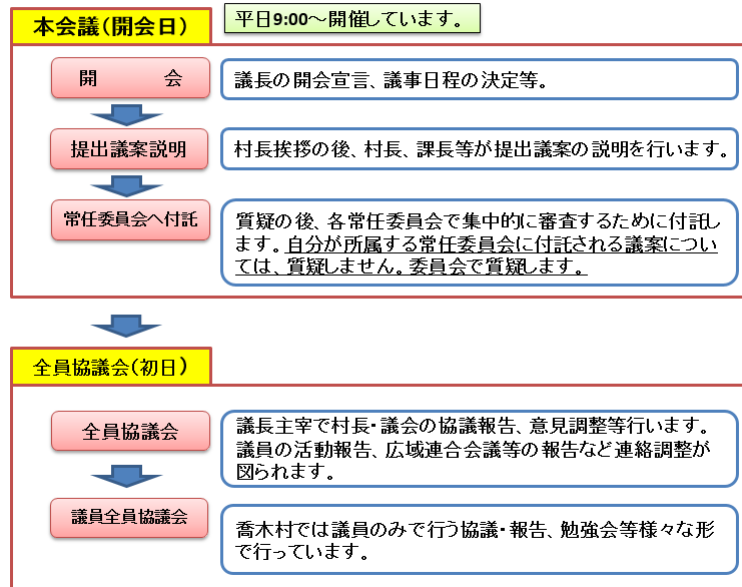 本会議(開会日)
平日9:00～開催しています。
開　　　会
議長の開会宣言、議事日程の決定等。
提出議案説明
村長挨拶の後、村長、課長等が提出議案の説明を行います。
常任委員会へ付託
質疑の後、各常任委員会で集中的に審査するために付託し
ます。自分が所属する常任委員会に付託される議案につい
ては、質疑しません。委員会で質疑します。
全員協議会(初日)
全員協議会
議長主宰で村長・議会の協議報告、意見調整等行います。
議員の活動報告、広域連合会議等の報告など連絡調整が
図られます。
議員全員協議会
喬木村では議員のみで行う協議・報告、勉強会等様々な形
で行っています。